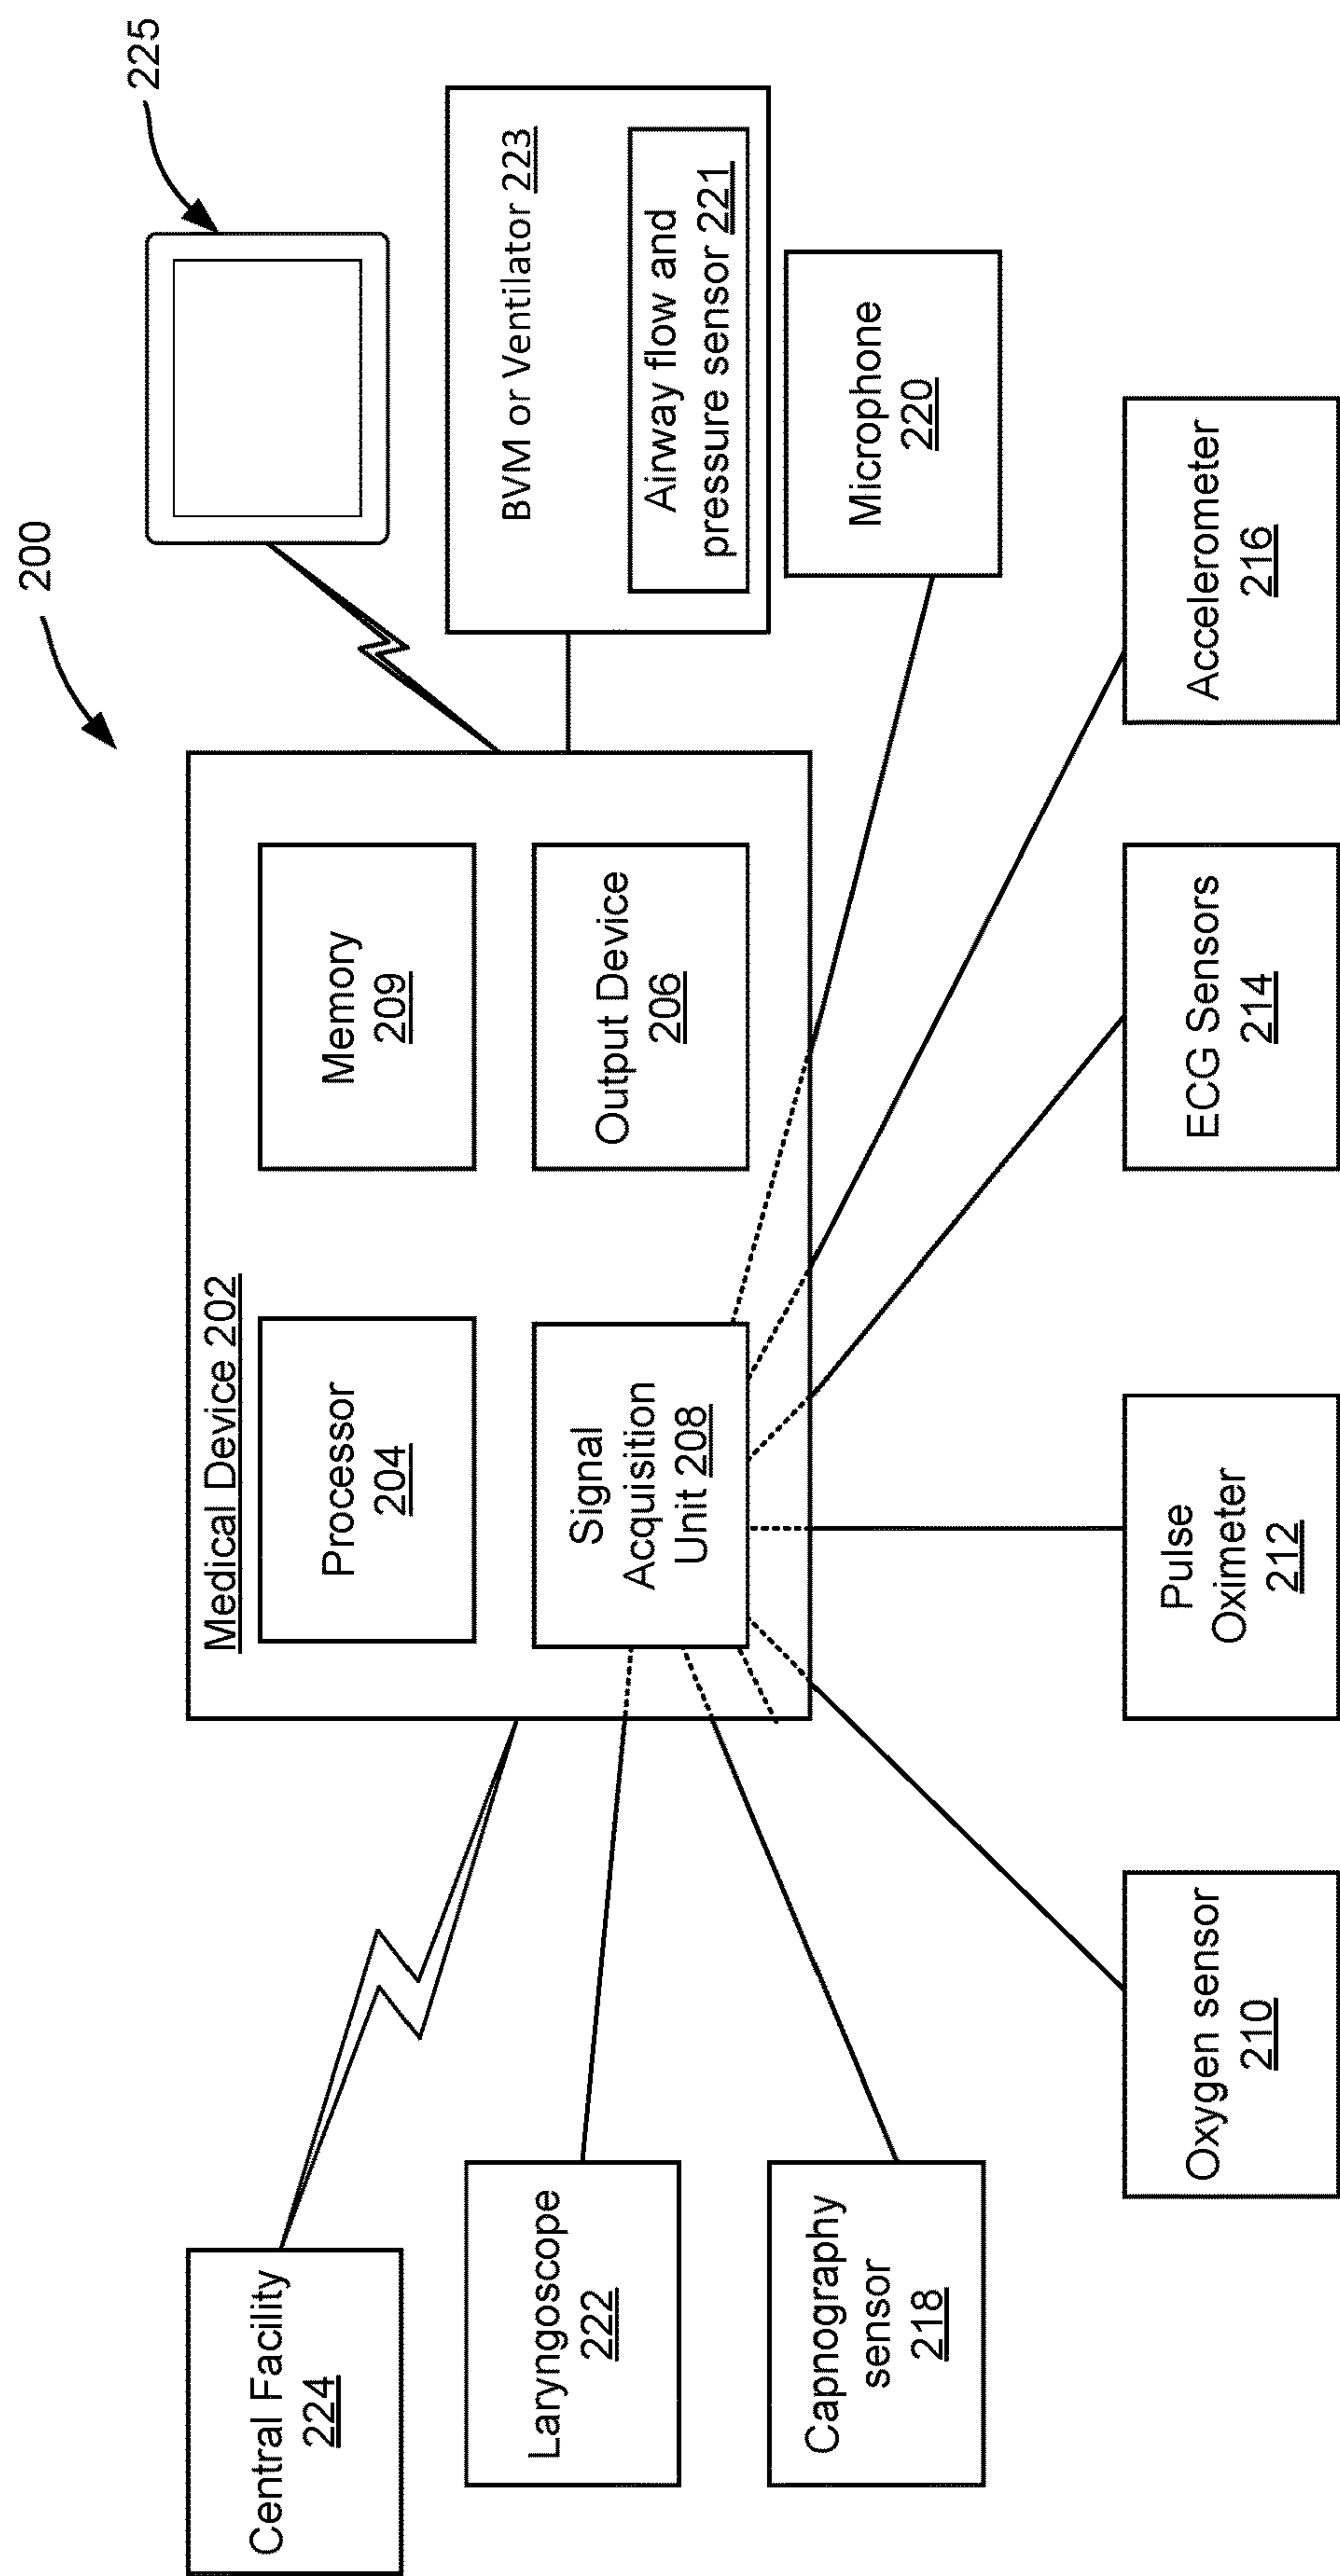 200
225
Central Facility
224
Medical Device 202
Processor
204
Memory
209
Signal
Acquisition
Unit 208
Output Device
206
BVM or Ventilator 223
Airway flow and
pressure sensor 221
Laryngoscope
222
Capnography
sensor
218
Microphone
220
Oxygen sensor
210
Pulse
Oximeter
212
ECG Sensors
214
Accelerometer
216